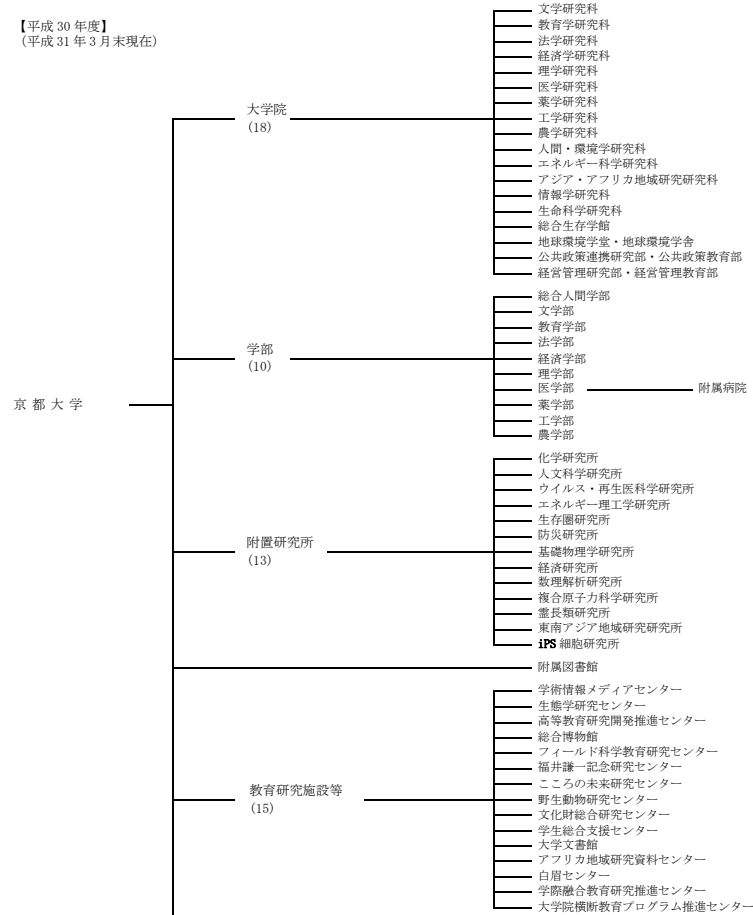 【平成 30 年度】
（平成 31 年 3 月末現在）
京 都 大 学
大学院
(18)
文学研究科
教育学研究科
法学研究科
経済学研究科
理学研究科
医学研究科
薬学研究科
工学研究科
農学研究科
人間・環境学研究科
エネルギー科学研究科
アジア・アフリカ地域研究研究科
情報学研究科
生命科学研究科
総合生存学館
地球環境学堂・地球環境学舎
公共政策連携研究部・公共政策教育部
経営管理研究部・経営管理教育部
学部
(10)
総合人間学部
文学部
教育学部
法学部
経済学部
理学部
医学部 附属病院
薬学部
工学部
農学部
附置研究所
(13)
化学研究所
人文科学研究所
ウイルス・再生医科学研究所
エネルギー理工学研究所
生存圏研究所
防災研究所
基礎物理学研究所
経済研究所
数理解析研究所
複合原子力科学研究所
霊長類研究所
東南アジア地域研究研究所
iPS 細胞研究所
附属図書館
教育研究施設等
(15)
学術情報メディアセンター
生態学研究センター
高等教育研究開発推進センター
総合博物館
フィールド科学教育研究センター
福井謙一記念研究センター
こころの未来研究センター
野生動物研究センター
文化財総合研究センター
学生総合支援センター
大学文書館
アフリカ地域研究資料センター
白眉センター
学際融合教育研究推進センター
大学院横断教育プログラム推進センター